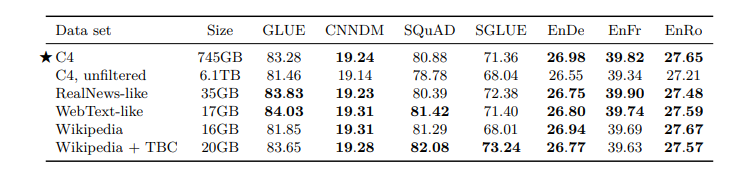 Data set Size GLUE CNNDM SQuAD SGLUE EnDe EnFr EnRo
★ C4 745GB 83.28 19.24 80.88 71.36 26.98 39.82 27.65
C4, unfiltered 6.1TB 81.46 19.14 78.78 68.04 26.55 39.34 27.21
RealNews-like 35GB 83.83 19.23 80.39 72.38 26.75 39.90 27.48
WebText-like 17GB 84.03 19.31 81.42 71.40 26.80 39.74 27.59
Wikipedia 16GB 81.85 19.31 81.29 68.01 26.94 39.69 27.67
Wikipedia + TBC 20GB 83.65 19.28 82.08 73.24 26.77 39.63 27.57